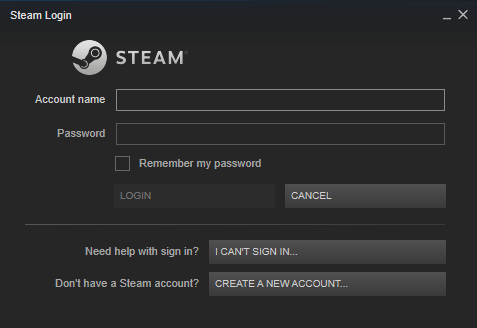 Steam Login
STEAM
Account name
Password
Remember my password
LOGIN
CANCEL
Need help with sign in?
I CAN'T SIGN IN...
Don't have a Steam account?
CREATE A NEW ACCOUNT...